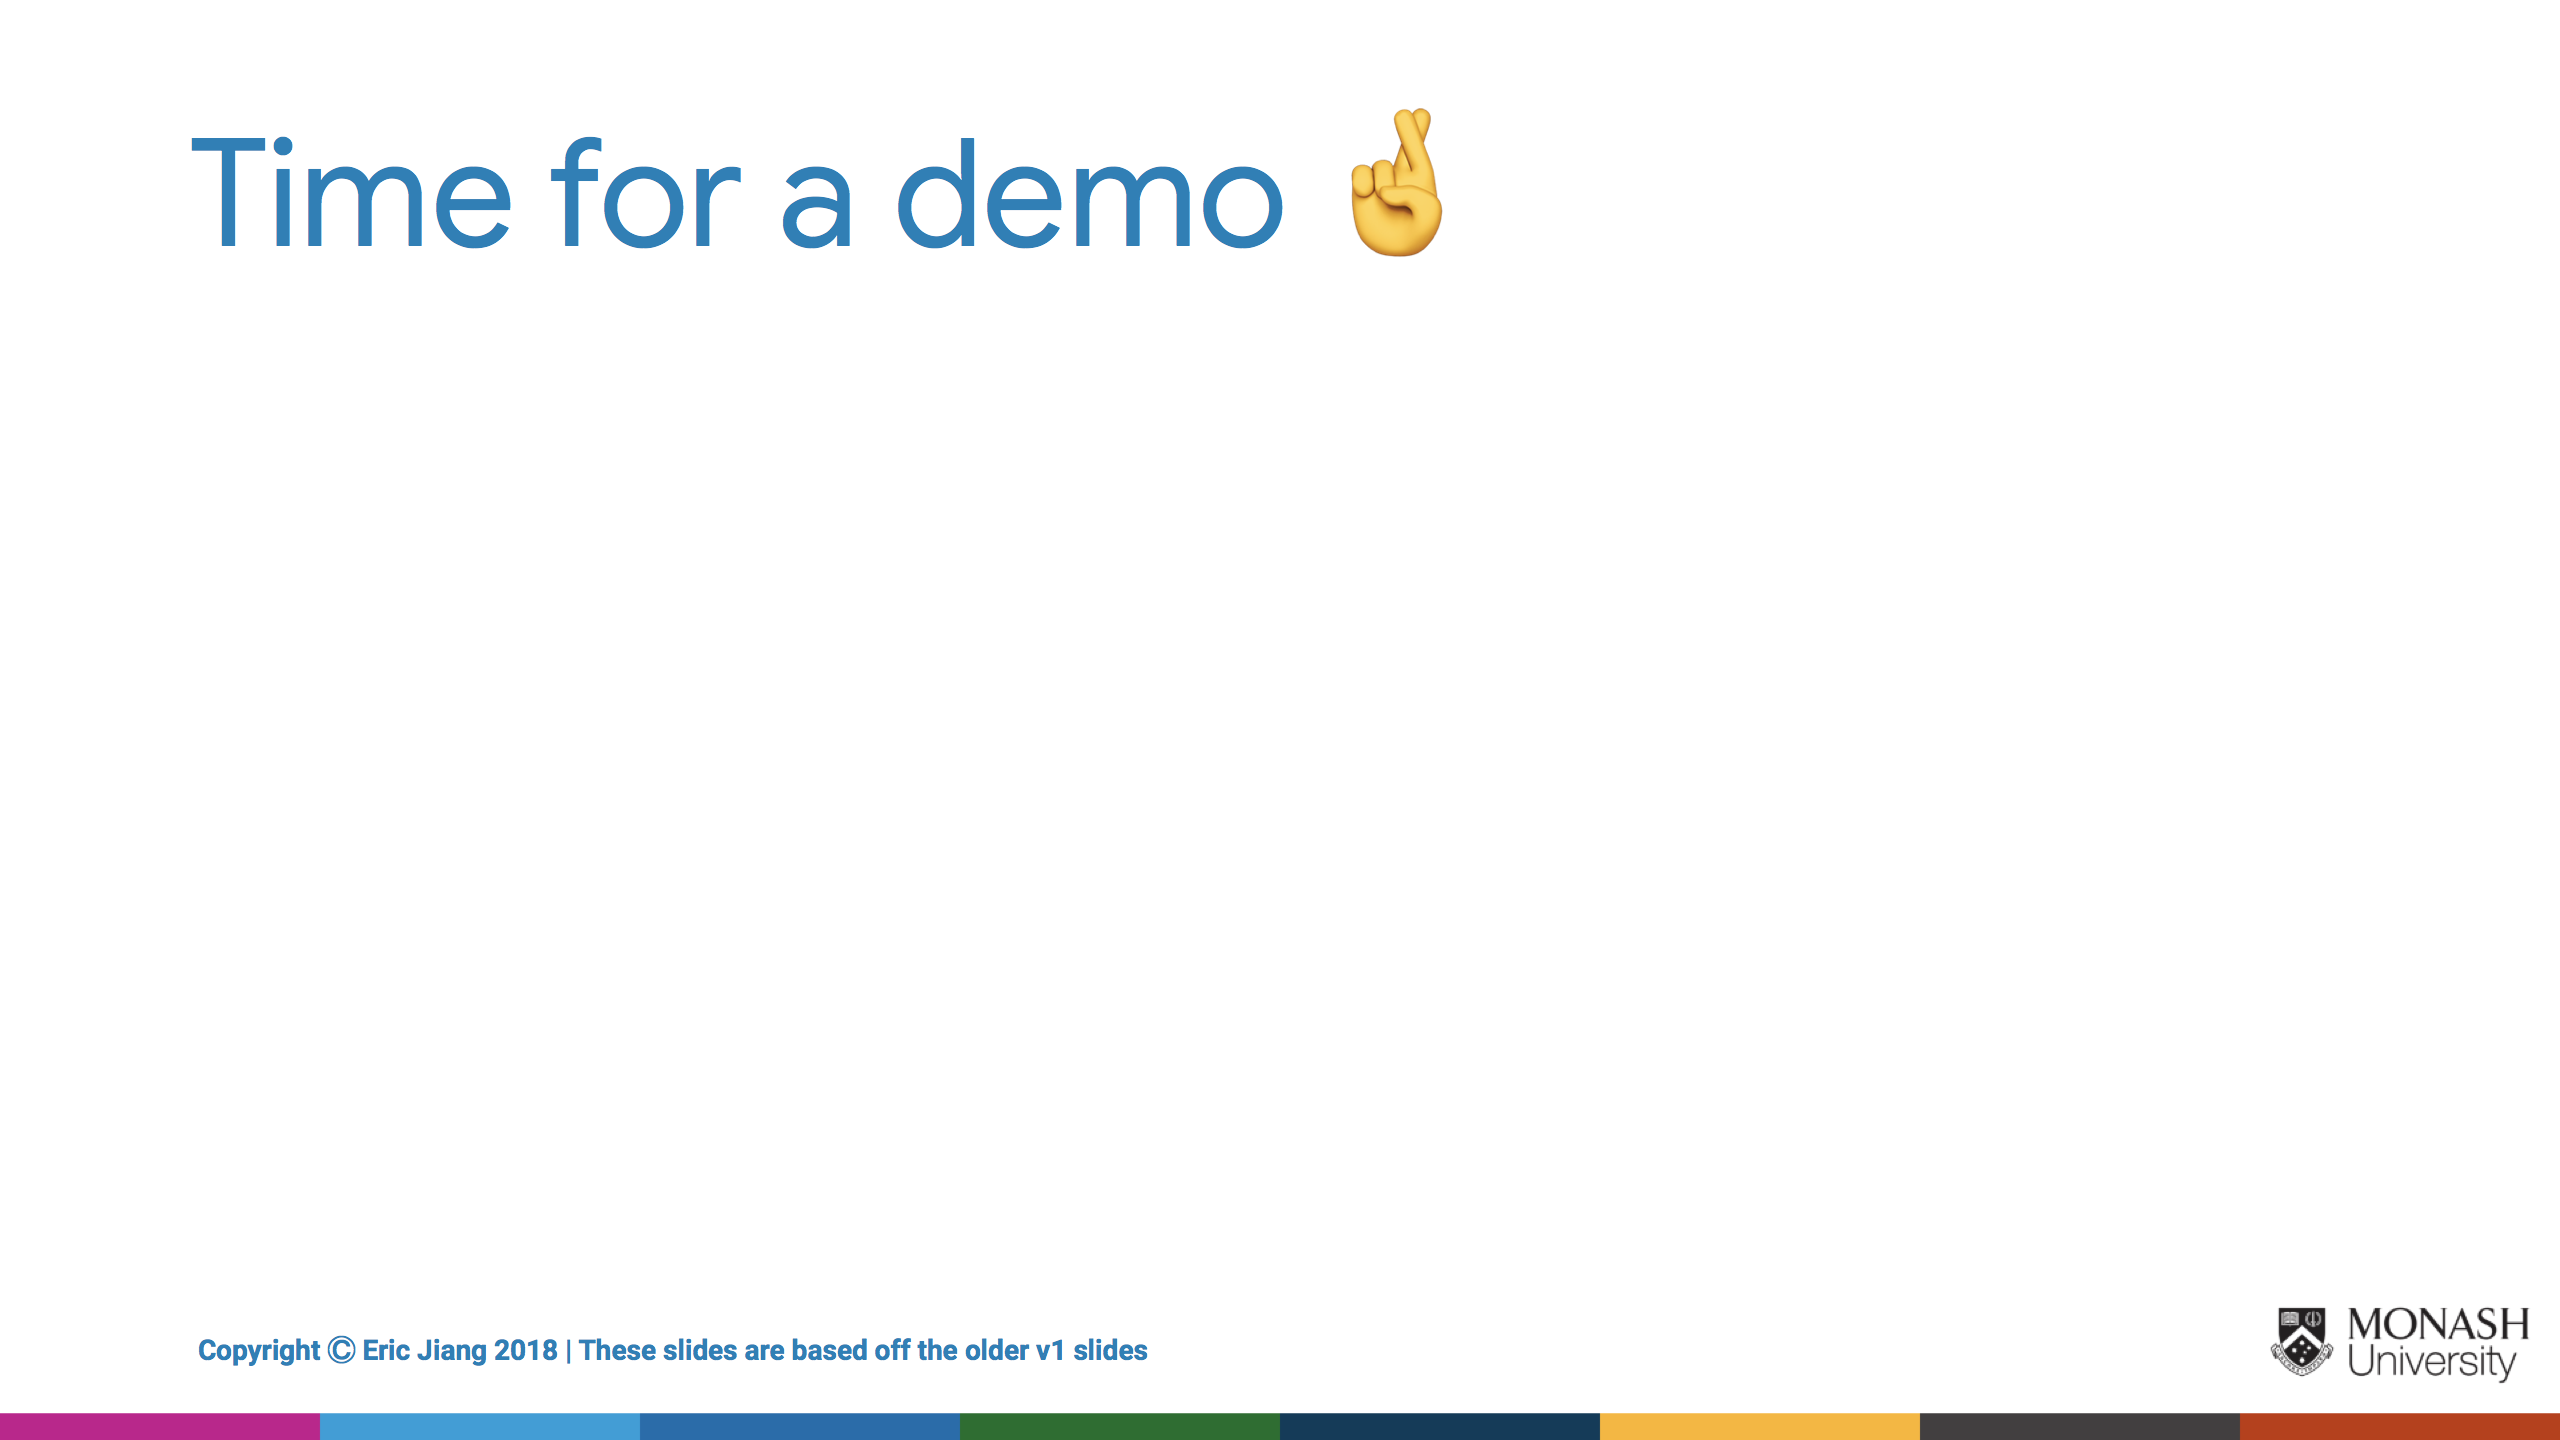 Time for a demo 🤞
Copyright © Eric Jiang 2018 | These slides are based off the older v1 slides
MONASH
University